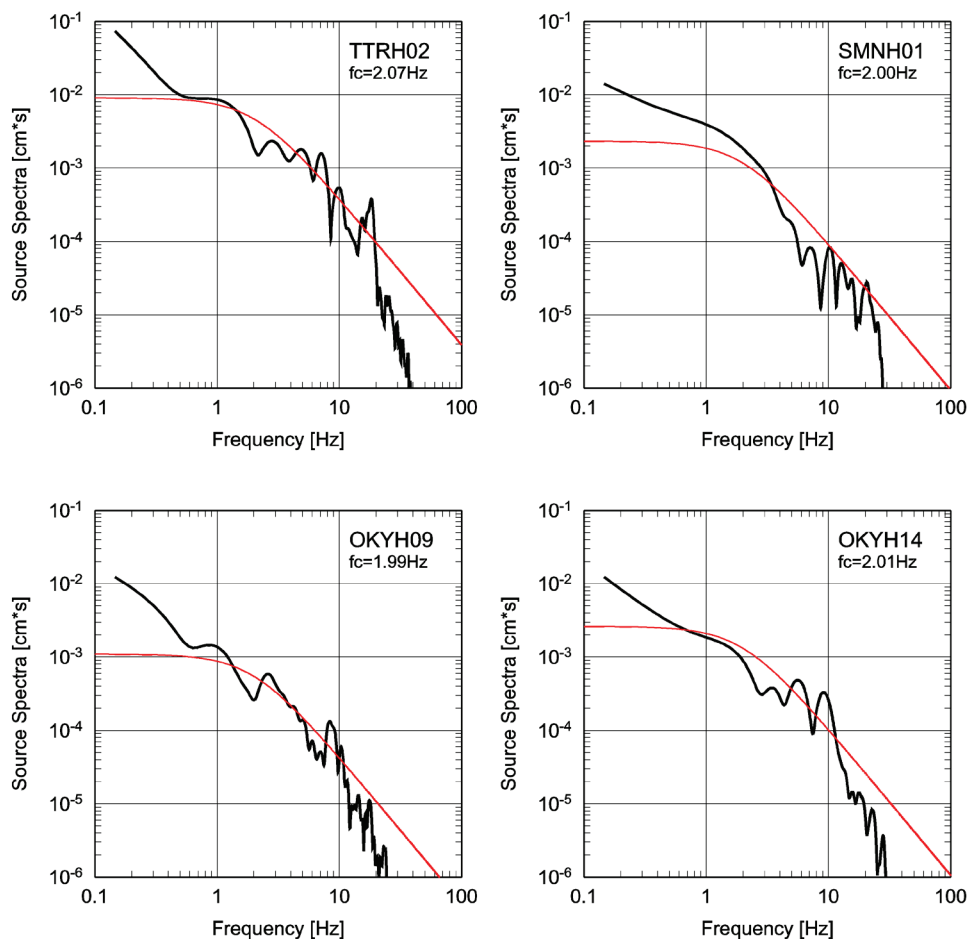 10⁻¹
10⁻²
10⁻³
10⁻⁴
10⁻⁵
10⁻⁶
Source Spectra [cm*s]
TTRH02
fc=2.07Hz
0.1 1 10 100
Frequency [Hz]
10⁻¹
10⁻²
10⁻³
10⁻⁴
10⁻⁵
10⁻⁶
Source Spectra [cm*s]
SMNH01
fc=2.00Hz
0.1 1 10 100
Frequency [Hz]
10⁻¹
10⁻²
10⁻³
10⁻⁴
10⁻⁵
10⁻⁶
Source Spectra [cm*s]
OKYH09
fc=1.99Hz
0.1 1 10 100
Frequency [Hz]
10⁻¹
10⁻²
10⁻³
10⁻⁴
10⁻⁵
10⁻⁶
Source Spectra [cm*s]
OKYH14
fc=2.01Hz
0.1 1 10 100
Frequency [Hz]